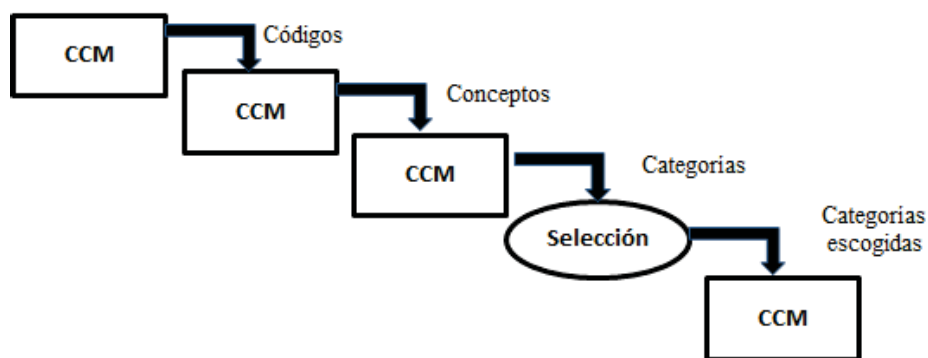 CCM
Códigos
CCM
Conceptos
CCM
Categorias
Selección
Categorias
escogidas
CCM